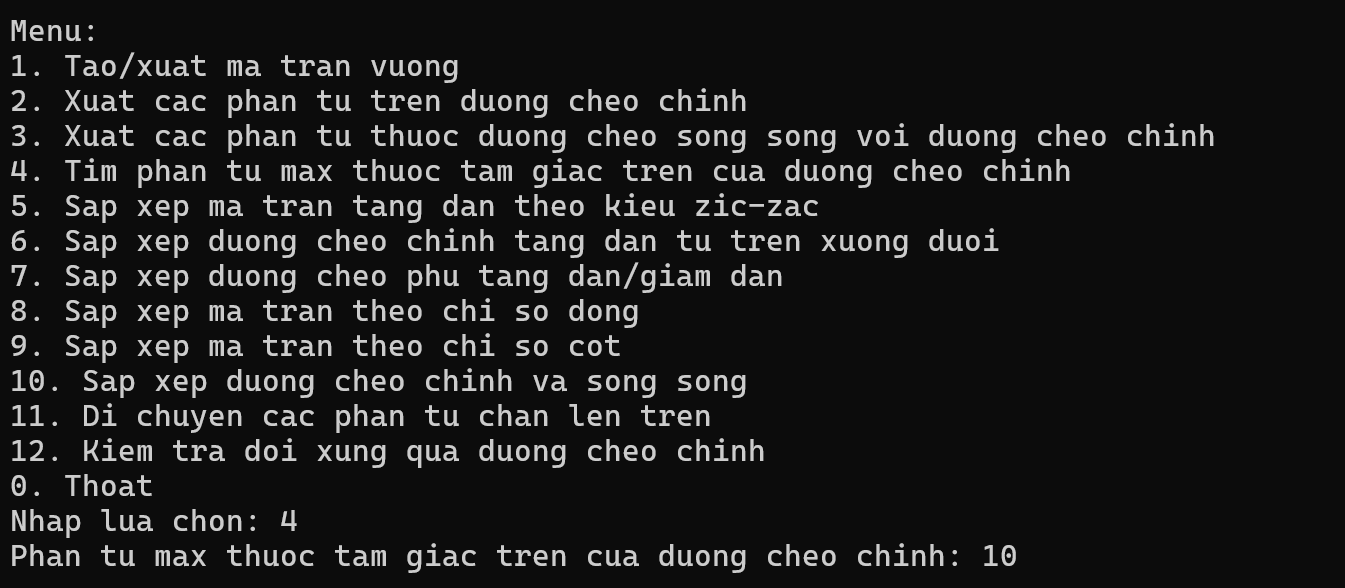 Menu:
1. Tao/xuat ma tran vuong
2. Xuat cac phan tu tren duong cheo chinh
3. Xuat cac phan tu thuoc duong cheo song song voi duong cheo chinh
4. Tim phan tu max thuoc tam giac tren cua duong cheo chinh
5. Sap xep ma tran tang dan theo kieu zic-zac
6. Sap xep duong cheo chinh tang dan tu tren xuong duoi
7. Sap xep duong cheo phu tang dan/giam dan
8. Sap xep ma tran theo chi so dong
9. Sap xep ma tran theo chi so cot
10. Sap xep duong cheo chinh va song song
11. Di chuyen cac phan tu chan len tren
12. Kiem tra doi xung qua duong cheo chinh
0. Thoat
Nhap lua chon: 4
Phan tu max thuoc tam giac tren cua duong cheo chinh: 10